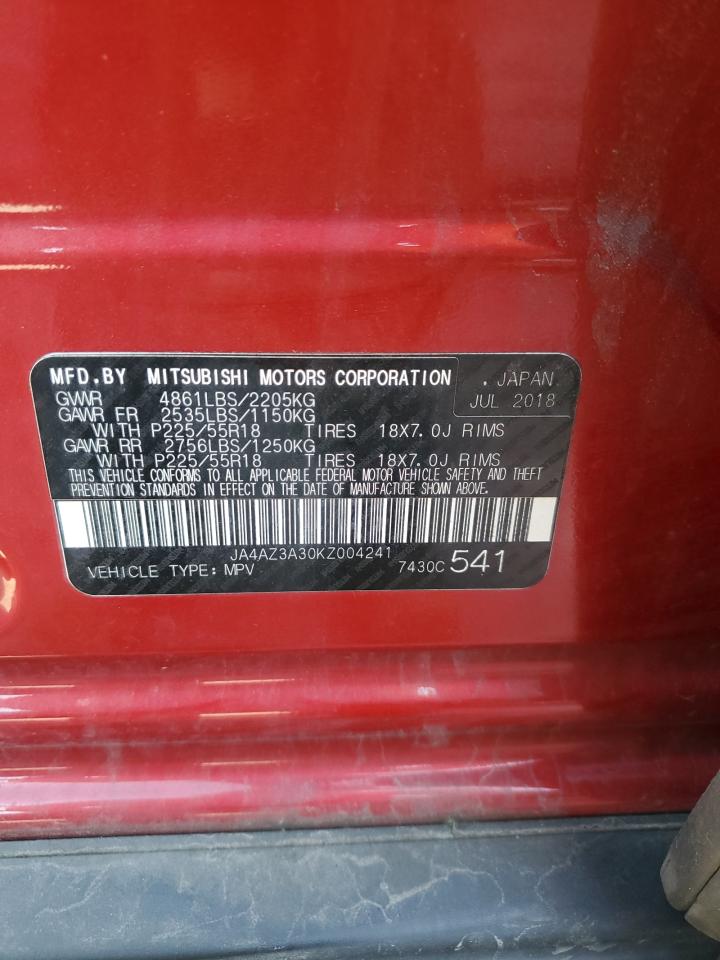 MFD.BY MITSUBISHI MOTORS CORPORATION . JAPAN
GVWR 4861LBS/2205KG JUL 2018
GAWR FR 2535LBS/1150KG
WITH P225/55R18 TIRES 18X7.0J RIMS
GAWR RR 2756LBS/1250KG
WITH P225/55R18 TIRES 18X7.0J RIMS
THIS VEHICLE CONFORMS TO ALL APPLICABLE FEDERAL MOTOR VEHICLE SAFETY AND THEFT
PREVENTION STANDARDS IN EFFECT ON THE DATE OF MANUFACTURE SHOWN ABOVE.
JA4AZ3A30KZ004241
VEHICLE TYPE: MPV 7430C 541